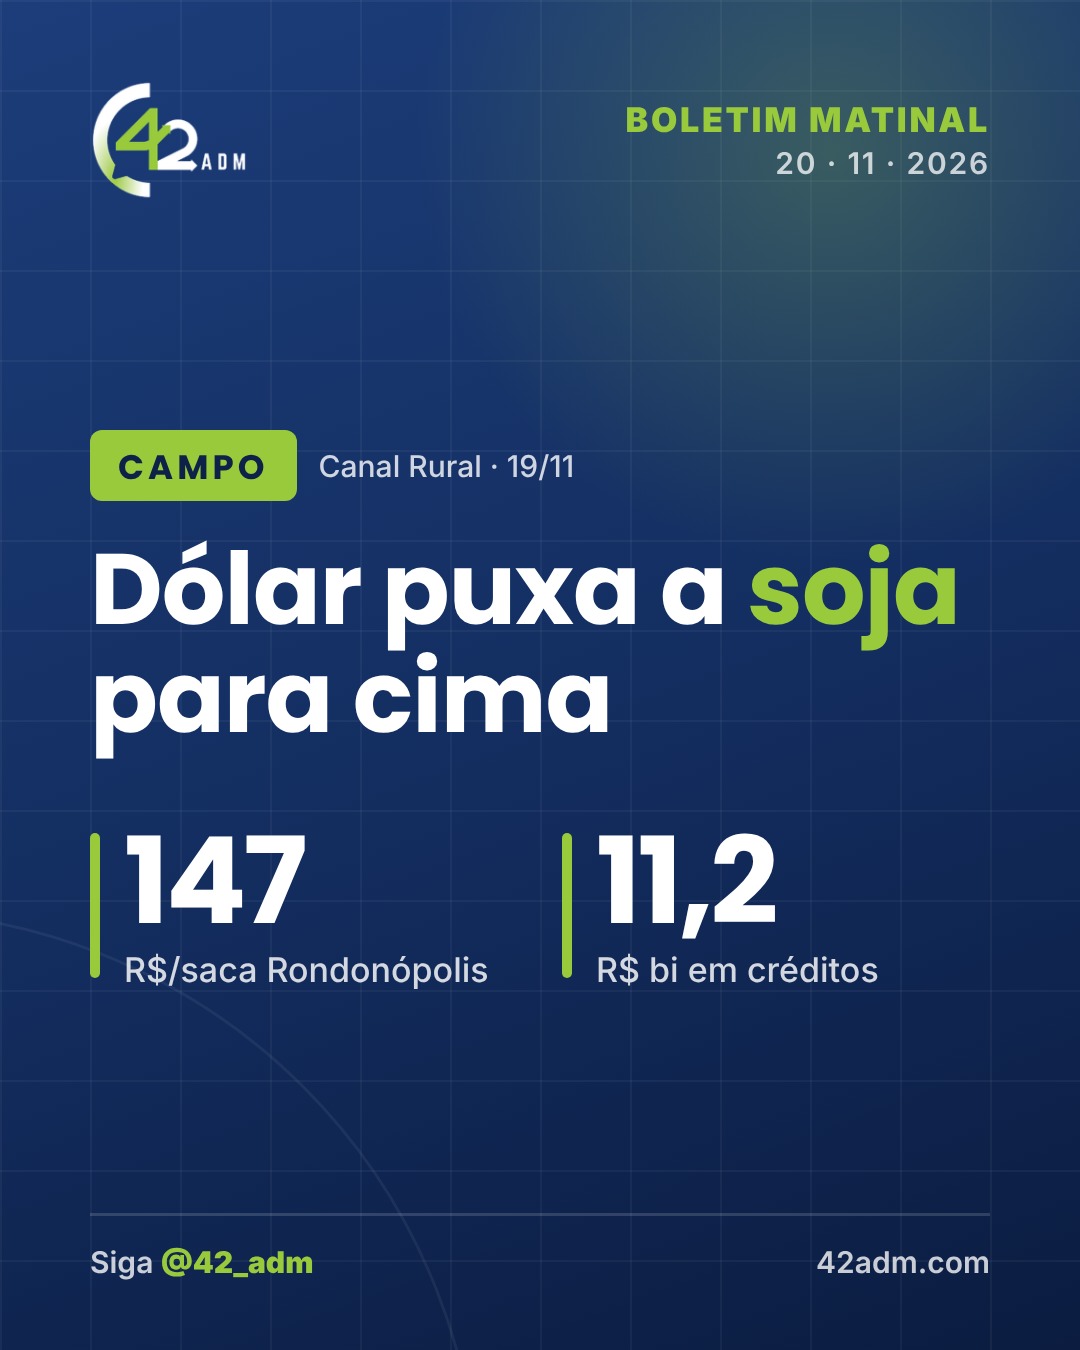 42 ADM
BOLETIM MATINAL
20 · 11 · 2026
CAMPO
Canal Rural · 19/11
Dólar puxa a soja
para cima
147
R$/saca Rondonópolis
11,2
R$ bi em créditos
Siga @42_adm
42adm.com